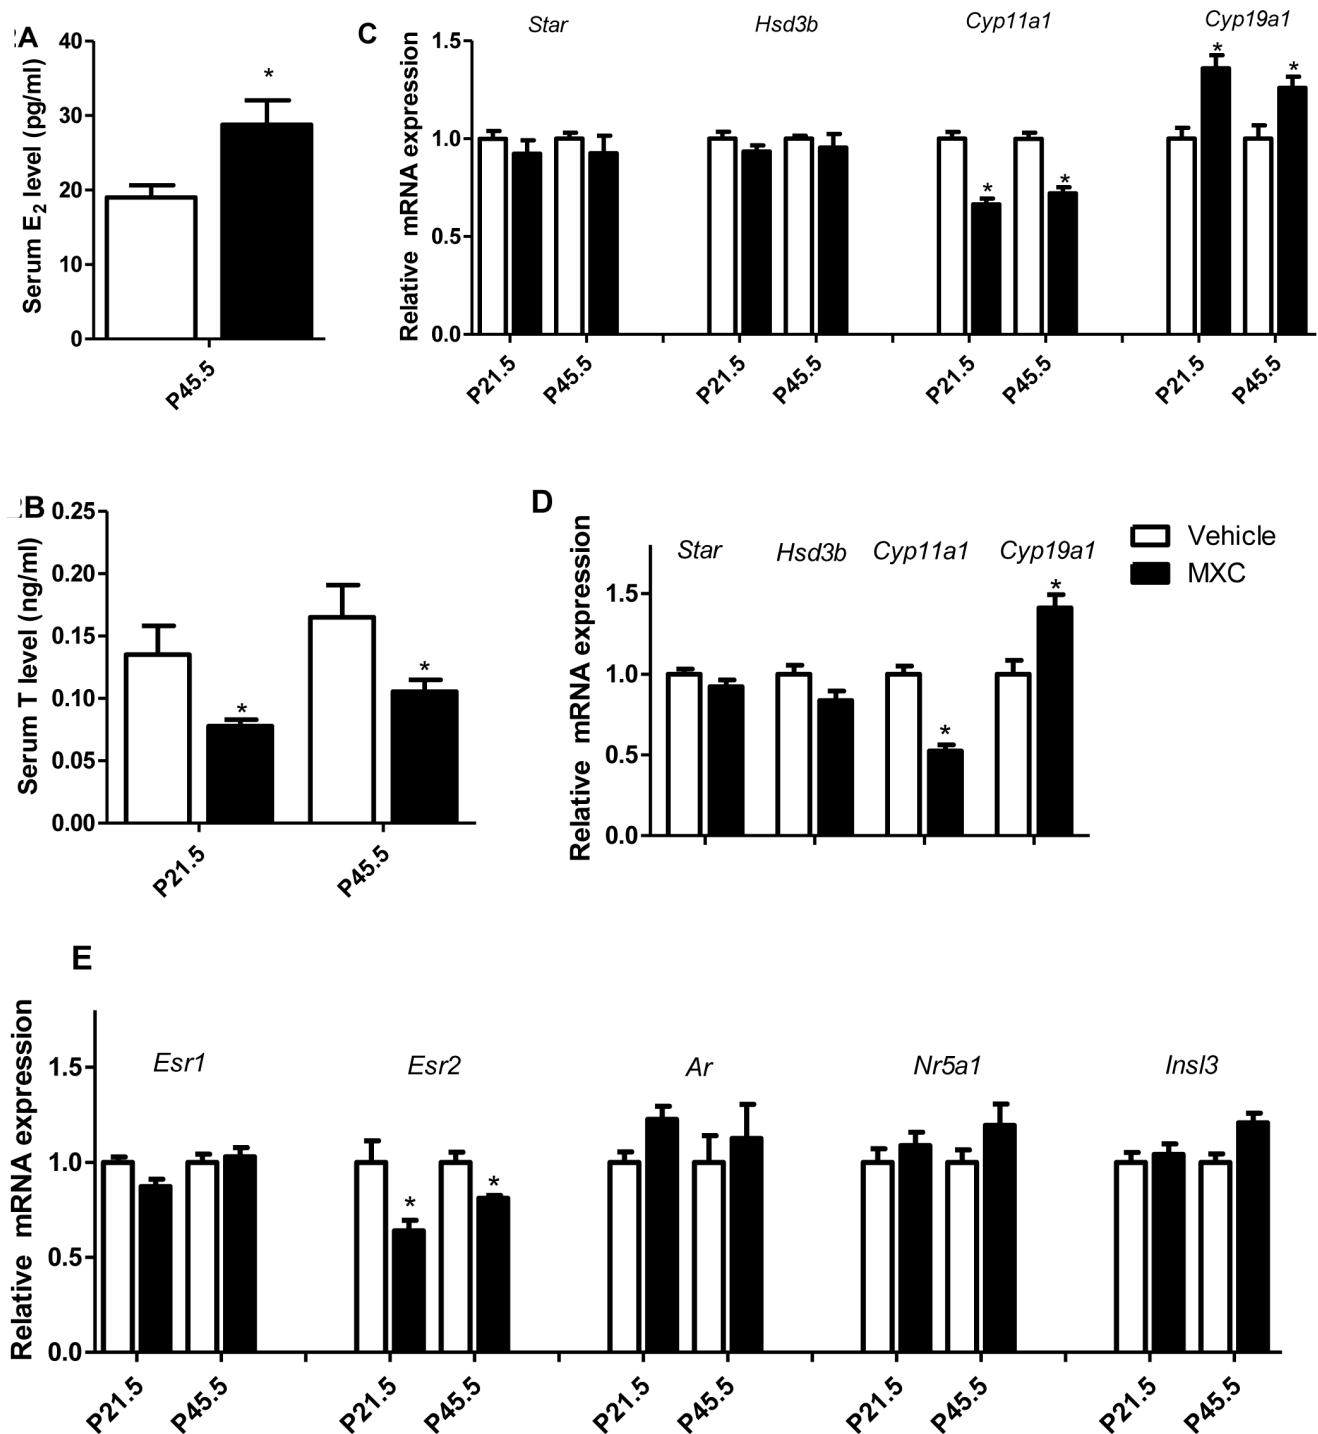 2A
Serum E2 level (pg/ml)
40
30
20
10
0
*
P45.5
C
Relative mRNA expression
1.5
1.0
0.5
0.0
Star
Hsd3b
Cyp11a1
Cyp19a1
* * * *
P21.5 P45.5 P21.5 P45.5 P21.5 P45.5 P21.5 P45.5
2B
Serum T level (ng/ml)
0.25
0.20
0.15
0.10
0.05
0.00
* *
P21.5 P45.5
D
Relative mRNA expression
1.5
1.0
0.5
0.0
Star
Hsd3b
Cyp11a1
Cyp19a1
* *
Vehicle
MXC
E
Relative mRNA expression
1.5
1.0
0.5
0.0
Esr1
Esr2
Ar
Nr5a1
Insl3
* *
P21.5 P45.5 P21.5 P45.5 P21.5 P45.5 P21.5 P45.5 P21.5 P45.5